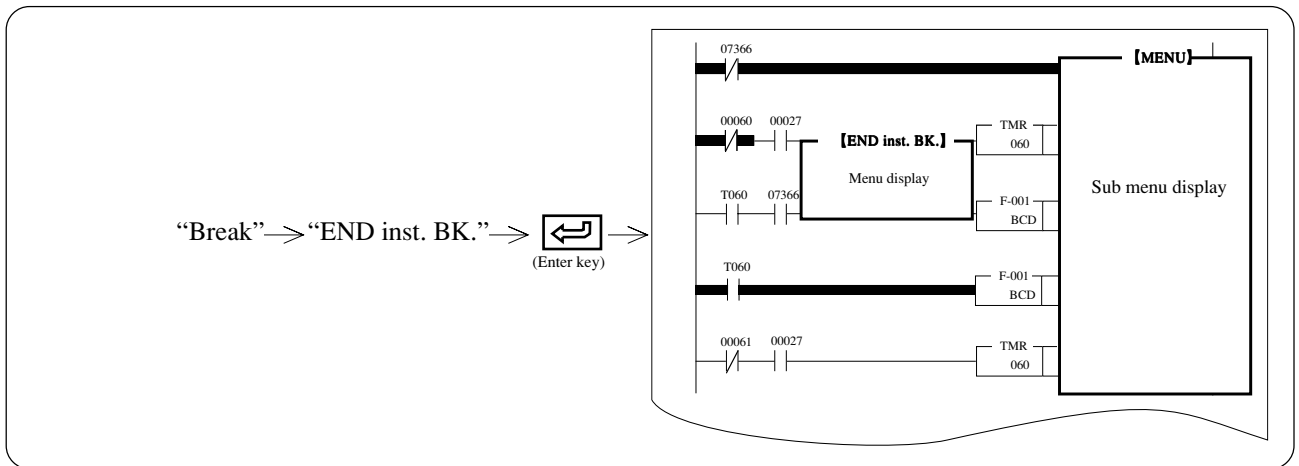 “Break” “END inst. BK.”
(Enter key)
07366
【MENU】
00060 00027
TMR
060
【END inst. BK.】
Menu display
Sub menu display
T060 07366
F-001
BCD
T060
F-001
BCD
00061 00027
TMR
060